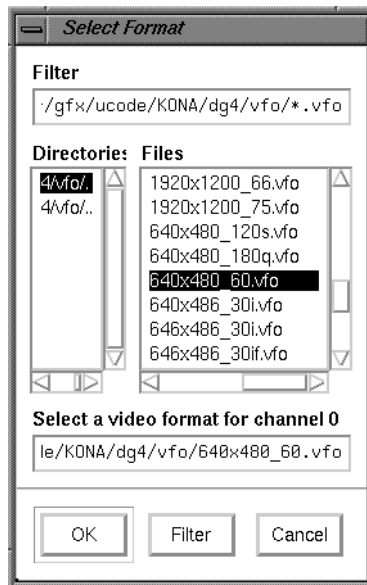 Select Format
Filter
/gfx/ucode/KONA/dg4/vfo/*.vfo
Directories Files
4/vfo/. 1920x1200_66.vfo
4/vfo/.. 1920x1200_75.vfo
640x480_120s.vfo
640x480_180q.vfo
640x480_60.vfo
640x486_30i.vfo
646x486_30i.vfo
646x486_30if.vfo
Select a video format for channel 0
le/KONA/dg4/vfo/640x480_60.vfo
OK Filter Cancel